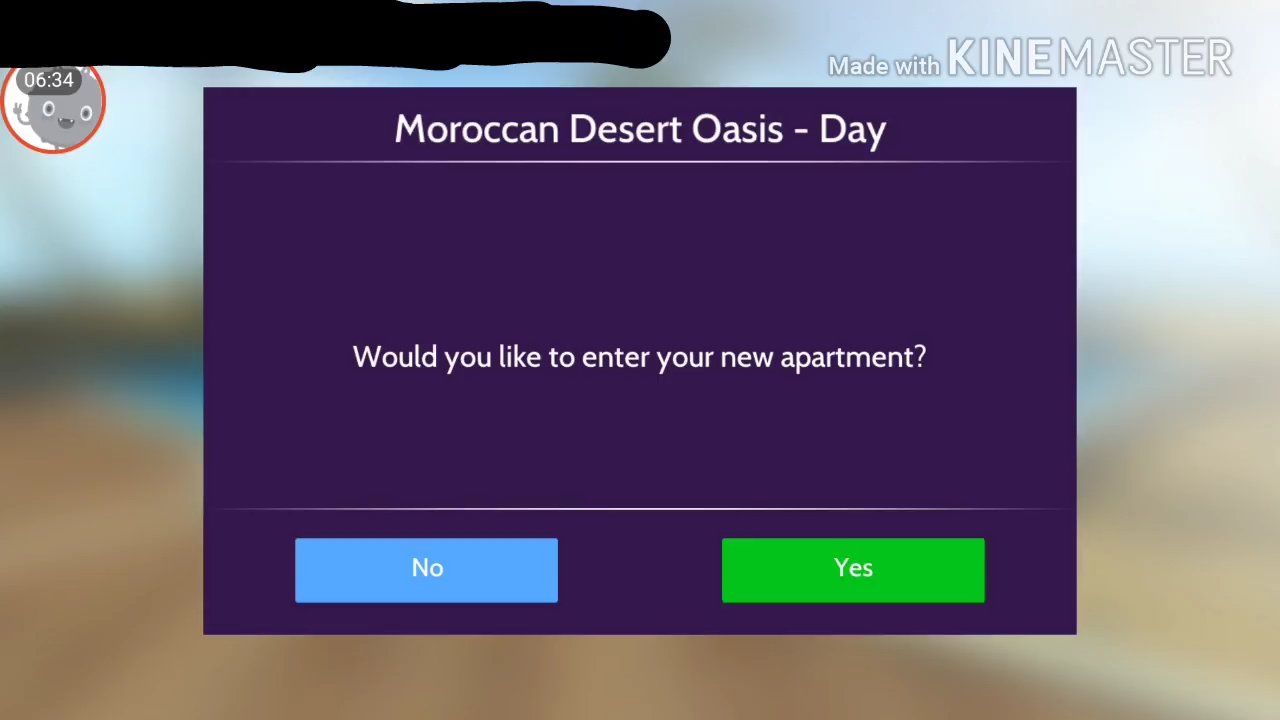 Made with KINEMASTER
06:34
Moroccan Desert Oasis - Day
Would you like to enter your new apartment?
No
Yes